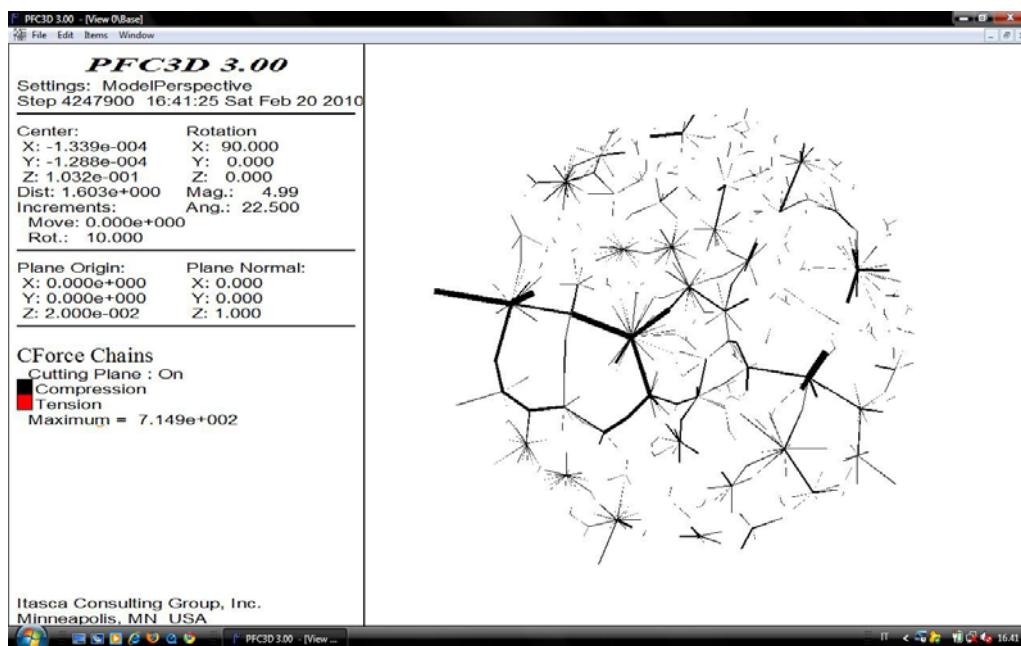 PFC3D 3.00 - [View 0\Base]
File Edit Items Window
PFC3D 3.00
Settings: ModelPerspective
Step 4247900 16:41:25 Sat Feb 20 2010
Center: Rotation
X: -1.339e-004 X: 90.000
Y: -1.288e-004 Y: 0.000
Z: 1.032e-001 Z: 0.000
Dist: 1.603e+000 Mag.: 4.99
Increments: Ang.: 22.500
Move: 0.000e+000
Rot.: 10.000
Plane Origin: Plane Normal:
X: 0.000e+000 X: 0.000
Y: 0.000e+000 Y: 0.000
Z: 2.000e-002 Z: 1.000
CForce Chains
Cutting Plane : On
Compression
Tension
Maximum = 7.149e+002
Itasca Consulting Group, Inc.
Minneapolis, MN USA
PFC3D 3.00 - [View ...
IT
16.41